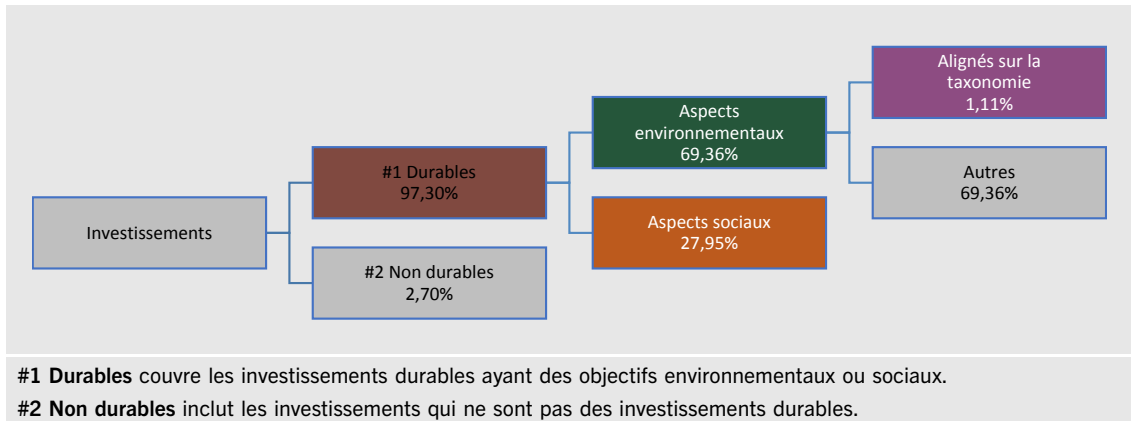 Investissements
#1 Durables
97,30%
#2 Non durables
2,70%
Aspects
environnementaux
69,36%
Aspects sociaux
27,95%
Alignés sur la
taxonomie
1,11%
Autres
69,36%
#1 Durables couvre les investissements durables ayant des objectifs environnementaux ou sociaux.
#2 Non durables inclut les investissements qui ne sont pas des investissements durables.